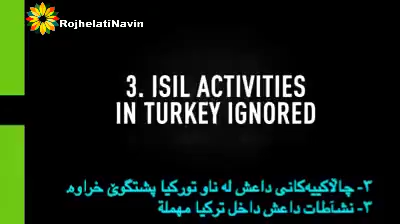 RojhelatiNavin
3. ISIL ACTIVITIES
IN TURKEY IGNORED
٣- چاڵاکییەکانی داعش لە ناو تورکیا پشتگوێ خراوە.
٣- نشاطات داعش داخل تركيا مهملة